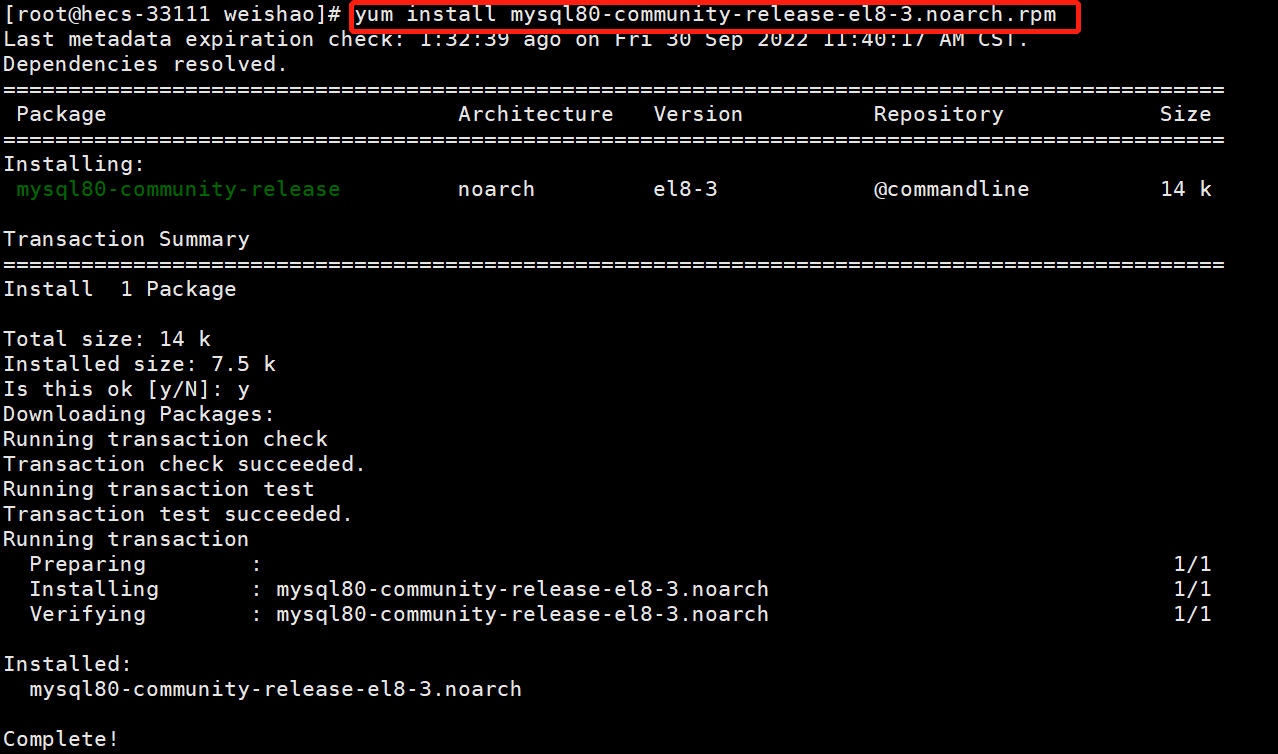 [root@hecs-33111 weishao]# yum install mysql80-community-release-el8-3.noarch.rpm
Last metadata expiration check: 1:32:39 ago on Fri 30 Sep 2022 11:40:17 AM CST.
Dependencies resolved.
==============================================================================================
Package Architecture Version Repository Size
==============================================================================================
Installing:
mysql80-community-release noarch el8-3 @commandline 14 k
Transaction Summary
==============================================================================================
Install 1 Package
Total size: 14 k
Installed size: 7.5 k
Is this ok [y/N]: y
Downloading Packages:
Running transaction check
Transaction check succeeded.
Running transaction test
Transaction test succeeded.
Running transaction
Preparing : 1/1
Installing : mysql80-community-release-el8-3.noarch 1/1
Verifying : mysql80-community-release-el8-3.noarch 1/1
Installed:
mysql80-community-release-el8-3.noarch
Complete!